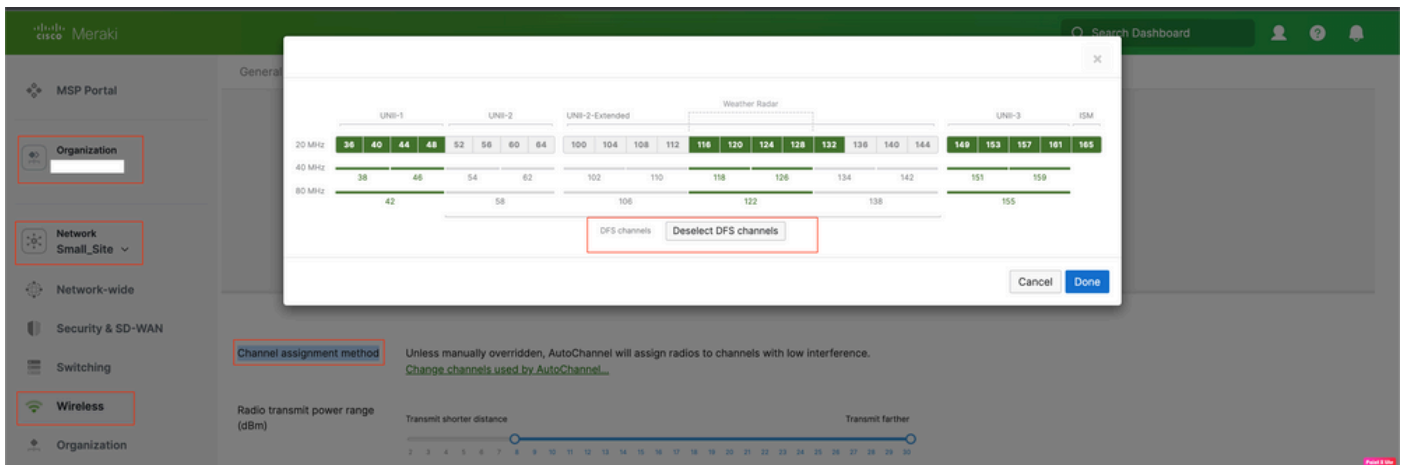 cisco Meraki
Search Dashboard
General
MSP Portal
Organization
Network
Small_Site
Network-wide
Security & SD-WAN
Switching
Wireless
Organization
Weather Radar
UNII-1 UNII-2 UNII-2-Extended UNII-3 ISM
20 MHz 36 40 44 48 52 56 60 64 100 104 108 112 116 120 124 128 132 136 140 144 149 153 157 161 165
40 MHz 38 46 54 62 102 110 118 126 134 142 151 159
80 MHz 42 58 106 122 138 155
DFS channels Deselect DFS channels
Cancel Done
Channel assignment method
Unless manually overridden, AutoChannel will assign radios to channels with low interference.
Change channels used by AutoChannel...
Radio transmit power range
(dBm)
Transmit shorter distance Transmit farther
2 3 4 5 6 7 8 9 10 11 12 13 14 15 16 17 18 19 20 21 22 23 24 25 26 27 28 29 30